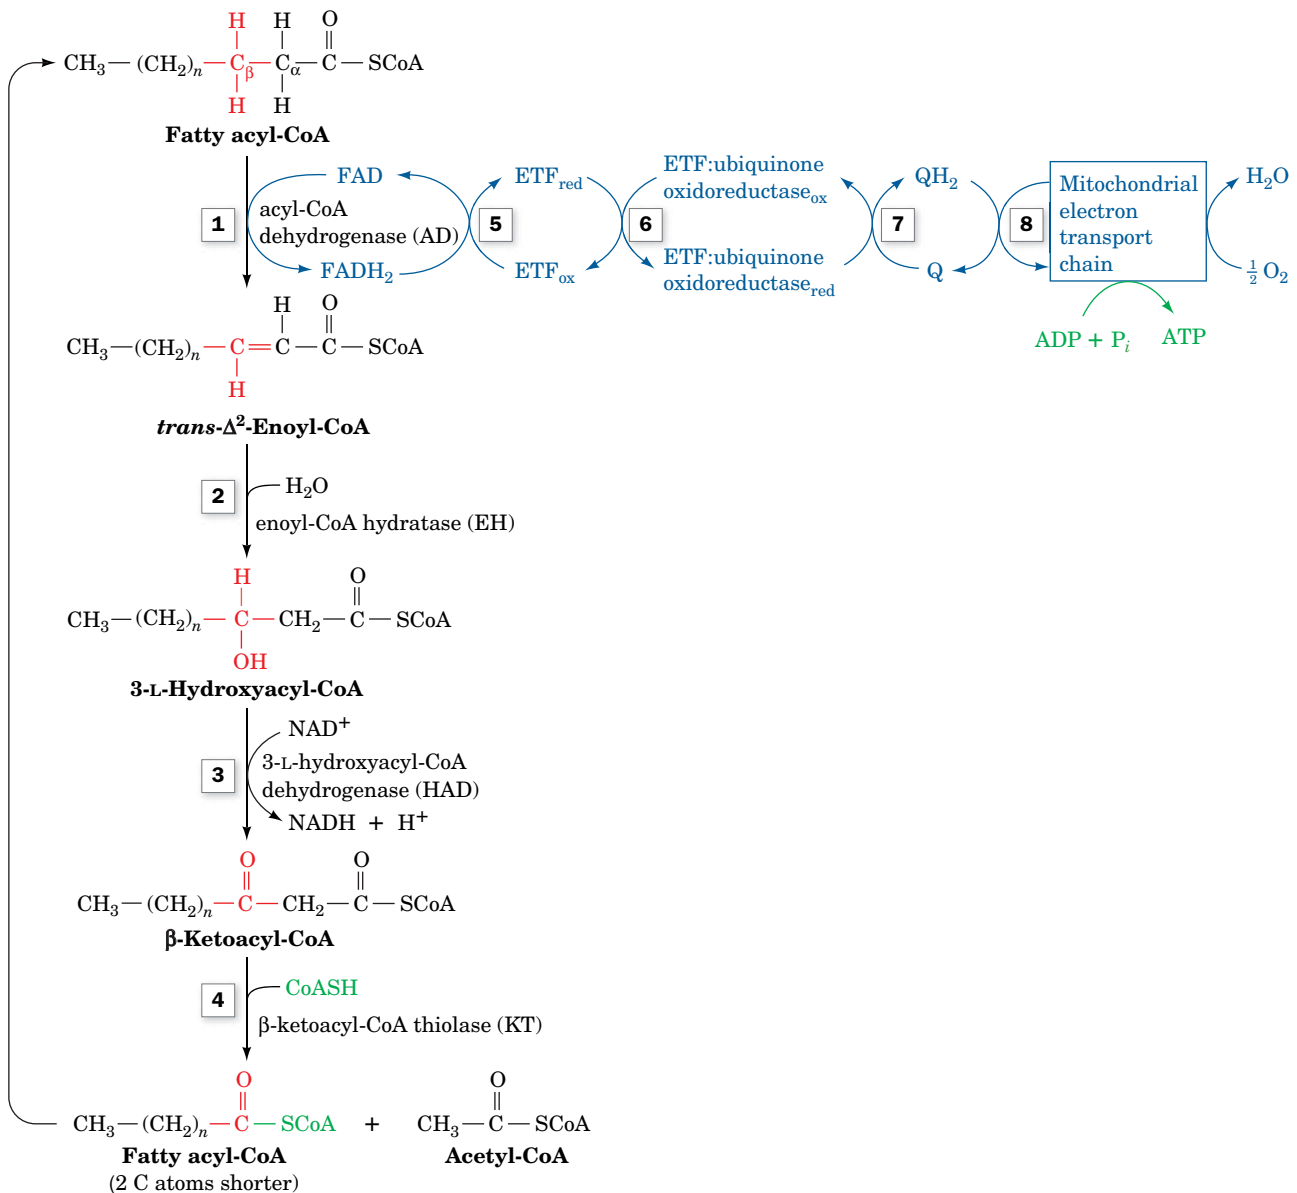 H H O
CH₃—(CH₂)ₙ—Cβ—Cα—C—SCoA
H H
Fatty acyl-CoA
1
FAD
acyl-CoA
dehydrogenase (AD)
FADH₂
5
ETFred
ETFox
6
ETF:ubiquinone
oxidoreductaseox
ETF:ubiquinone
oxidoreductasered
7
QH₂
Q
8
Mitochondrial
electron
transport
chain
H₂O
½ O₂
ADP + Pᵢ
ATP
H O
CH₃—(CH₂)ₙ—C=C—C—SCoA
H
trans-Δ²-Enoyl-CoA
2
H₂O
enoyl-CoA hydratase (EH)
H O
CH₃—(CH₂)ₙ—C—CH₂—C—SCoA
OH
3-L-Hydroxyacyl-CoA
3
NAD⁺
3-L-hydroxyacyl-CoA
dehydrogenase (HAD)
NADH + H⁺
O O
CH₃—(CH₂)ₙ—C—CH₂—C—SCoA
β-Ketoacyl-CoA
4
CoASH
β-ketoacyl-CoA thiolase (KT)
O O
CH₃—(CH₂)ₙ—C—SCoA + CH₃—C—SCoA
Fatty acyl-CoA Acetyl-CoA
(2 C atoms shorter)